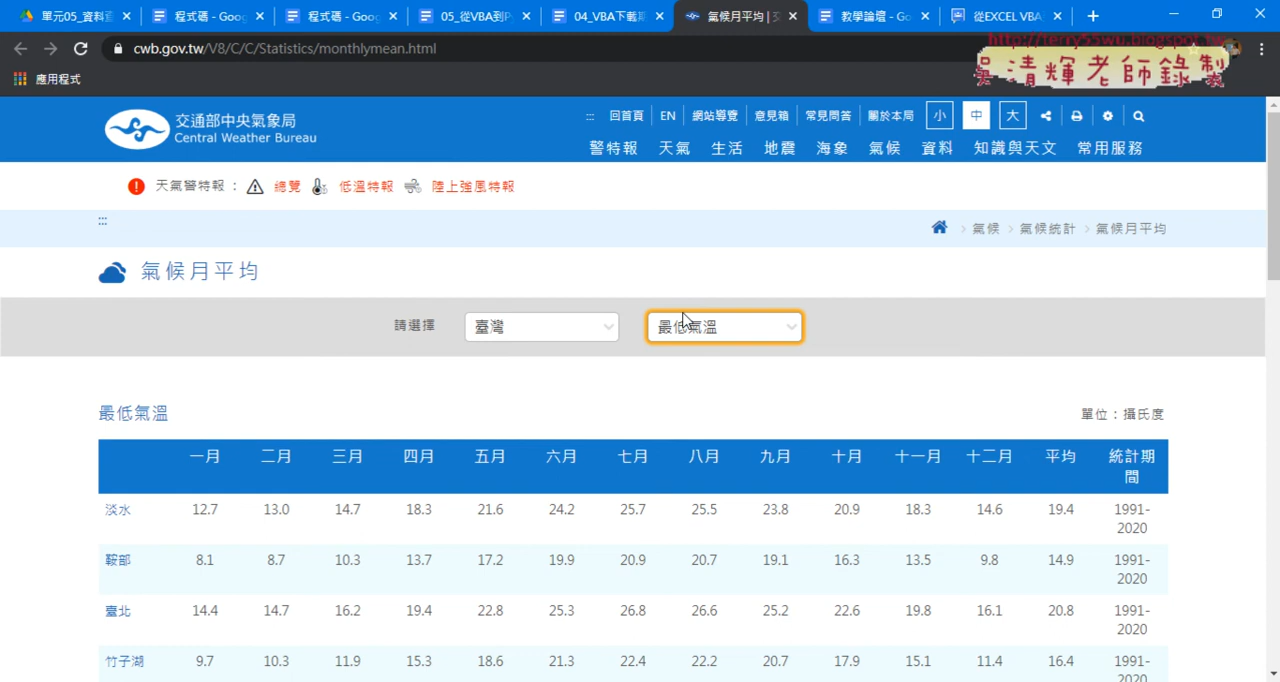 單元05_資料
程式碼 - Goog
程式碼 - Goog
05_從VBA到P
04_VBA下載
氣候月平均 | 交
教學論壇 - Go
從EXCEL VBA
cwb.gov.tw/V8/C/C/Statistics/monthlymean.html
http://terry55wu.blogspot.tw
吳清輝老師錄製
應用程式
交通部中央氣象局
Central Weather Bureau
::: 回首頁 EN 網站導覽 意見箱 常見問答 關於本局 小 中 大
警特報 天氣 生活 地震 海象 氣候 資料 知識與天文 常用服務
天氣警特報： 總覽 低溫特報 陸上強風特報
:::
氣候 > 氣候統計 > 氣候月平均
氣候月平均
請選擇 臺灣 最低氣溫
最低氣溫 單位：攝氏度
一月 二月 三月 四月 五月 六月 七月 八月 九月 十月 十一月 十二月 平均 統計期間
淡水 12.7 13.0 14.7 18.3 21.6 24.2 25.7 25.5 23.8 20.9 18.3 14.6 19.4 1991-2020
鞍部 8.1 8.7 10.3 13.7 17.2 19.9 20.9 20.7 19.1 16.3 13.5 9.8 14.9 1991-2020
臺北 14.4 14.7 16.2 19.4 22.8 25.3 26.8 26.6 25.2 22.6 19.8 16.1 20.8 1991-2020
竹子湖 9.7 10.3 11.9 15.3 18.6 21.3 22.4 22.2 20.7 17.9 15.1 11.4 16.4 1991-2020